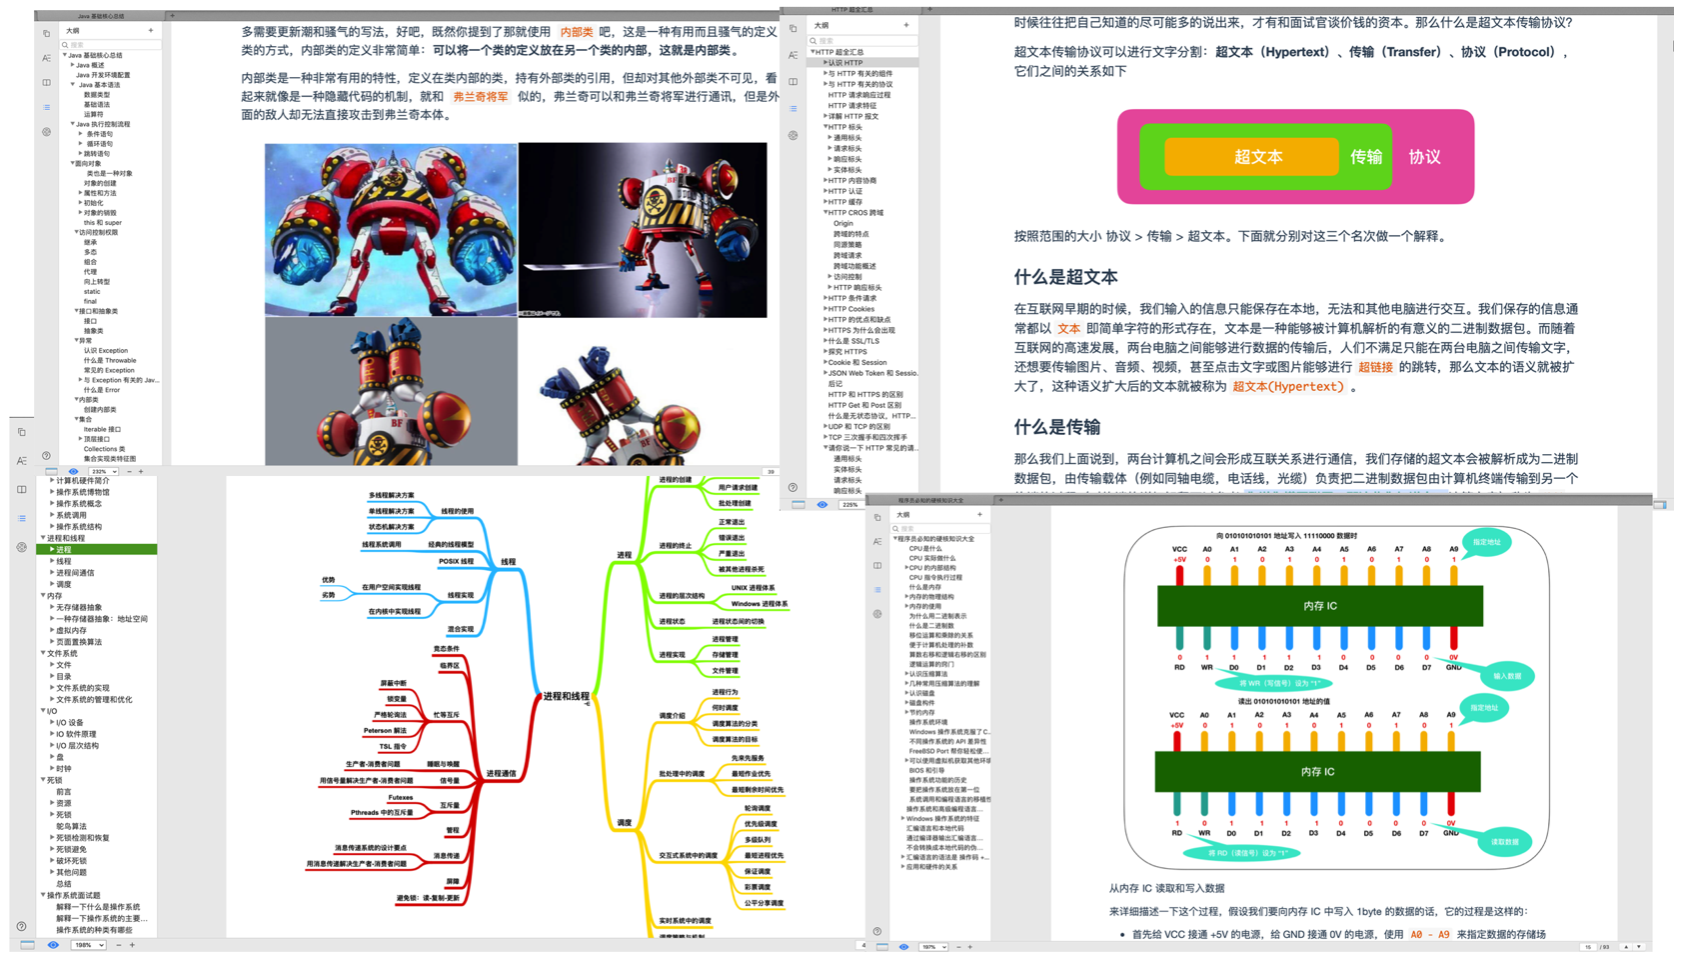 Java 基础核心总结
大纲
搜索
Java 基础核心总结
Java 概述
Java 开发环境配置
Java 基本语法
数据类型
基础语法
运算符
Java 执行控制流程
条件语句
循环语句
跳转语句
面向对象
类也是一种对象
对象的创建
属性和方法
初始化
对象的销毁
this 和 super
访问控制权限
继承
多态
组合
代理
向上转型
static
final
接口和抽象类
接口
抽象类
异常
认识 Exception
什么是 Throwable
常见的 Exception
与 Exception 有关的 Jav...
什么是 Error
内部类
创建内部类
集合
Iterable 接口
顶层接口
Collections 类
集合实现类特征图
232%
39
多需要更新潮和骚气的写法，好吧，既然你提到了那就使用 内部类 吧，这是一种有用而且骚气的定义
类的方式，内部类的定义非常简单：可以将一个类的定义放在另一个类的内部，这就是内部类。
内部类是一种非常有用的特性，定义在类内部的类，持有外部类的引用，但却对其他外部类不可见，看
起来就像是一种隐藏代码的机制，就和 弗兰奇将军 似的，弗兰奇可以和弗兰奇将军进行通讯，但是外
面的敌人却无法直接攻击到弗兰奇本体。
BF
BF
HTTP 超全汇总
大纲
搜索
HTTP 超全汇总
认识 HTTP
与 HTTP 有关的组件
与 HTTP 有关的协议
HTTP 请求响应过程
HTTP 请求特征
详解 HTTP 报文
HTTP 标头
通用标头
请求标头
响应标头
实体标头
HTTP 内容协商
HTTP 认证
HTTP 缓存
HTTP CROS 跨域
Origin
跨域的特点
同源策略
跨域请求
跨域功能概述
访问控制
HTTP 响应标头
HTTP 条件请求
HTTP Cookies
HTTP 的优点和缺点
HTTPS 为什么会出现
什么是 SSL/TLS
探究 HTTPS
Cookie 和 Session
JSON Web Token 和 Sessio...
后记
HTTP 和 HTTPS 的区别
HTTP Get 和 Post 区别
什么是无状态协议，HTTP...
UDP 和 TCP 的区别
TCP 三次握手和四次挥手
请你说一下 HTTP 常见的请...
通用标头
实体标头
请求标头
响应标头
225%
时候往往把自己知道的尽可能多的说出来，才有和面试官谈价钱的资本。那么什么是超文本传输协议？
超文本传输协议可以进行文字分割：超文本（Hypertext）、传输（Transfer）、协议（Protocol），
它们之间的关系如下
超文本
传输
协议
按照范围的大小 协议 > 传输 > 超文本。下面就分别对这三个名次做一个解释。
什么是超文本
在互联网早期的时候，我们输入的信息只能保存在本地，无法和其他电脑进行交互。我们保存的信息通
常都以 文本 即简单字符的形式存在，文本是一种能够被计算机解析的有意义的二进制数据包。而随着
互联网的高速发展，两台电脑之间能够进行数据的传输后，人们不满足只能在两台电脑之间传输文字，
还想要传输图片、音频、视频，甚至点击文字或图片能够进行 超链接 的跳转，那么文本的语义就被扩
大了，这种语义扩大后的文本就被称为 超文本(Hypertext) 。
什么是传输
那么我们上面说到，两台计算机之间会形成互联关系进行通信，我们存储的超文本会被解析成为二进制
数据包，由传输载体（例如同轴电缆，电话线，光缆）负责把二进制数据包由计算机终端传输到另一个
计算机硬件简介
操作系统博物馆
操作系统概念
系统调用
操作系统结构
进程和线程
进程
线程
进程间通信
调度
内存
无存储器抽象
一种存储器抽象：地址空间
虚拟内存
页面置换算法
文件系统
文件
目录
文件系统的实现
文件系统的管理和优化
I/O
I/O 设备
IO 软件原理
I/O 层次结构
盘
时钟
死锁
前言
资源
死锁
鸵鸟算法
死锁检测和恢复
死锁避免
破坏死锁
其他问题
总结
操作系统面试题
解释一下什么是操作系统
解释一下操作系统的主要...
操作系统的种类有哪些
198%
4
进程和线程
线程
线程的使用
多线程解决方案
单线程解决方案
状态机解决方案
经典的线程模型
线程系统调用
POSIX 线程
线程实现
在用户空间实现线程
优势
劣势
在内核中实现线程
混合实现
进程通信
竞态条件
临界区
忙等互斥
屏蔽中断
锁变量
严格轮询法
Peterson 解法
TSL 指令
睡眠与唤醒
生产者-消费者问题
信号量
用信号量解决生产者-消费者问题
互斥量
Futexes
Pthreads 中的互斥量
管程
消息传递
消息传递系统的设计要点
用消息传递解决生产者-消费者问题
屏障
避免锁：读-复制-更新
进程
进程的创建
用户请求创建
批处理创建
进程的终止
正常退出
错误退出
严重退出
被其他进程杀死
进程的层次结构
UNIX 进程体系
Windows 进程体系
进程状态
进程状态间的切换
进程实现
进程管理
存储管理
文件管理
调度
调度介绍
进程行为
何时调度
调度算法的分类
调度算法的目标
批处理中的调度
先来先服务
最短作业优先
最短剩余时间优先
交互式系统中的调度
轮询调度
优先级调度
多级队列
最短进程优先
保证调度
彩票调度
公平分享调度
实时系统中的调度
程序员必知的硬核知识大全
大纲
搜索
程序员必知的硬核知识大全
CPU 是什么
CPU 实际做什么
CPU 的内部结构
CPU 指令执行过程
什么是内存
内存的物理结构
内存的使用
为什么用二进制表示
什么是二进制数
移位运算和乘除的关系
便于计算机处理的补数
算数右移和逻辑右移的区别
逻辑运算的窍门
认识压缩算法
几种常用压缩算法的理解
认识磁盘
磁盘构件
节约内存
操作系统环境
Windows 操作系统克服了 C...
不同操作系统的 API 差异性
FreeBSD Port 帮你轻松使...
可以使用虚拟机获取其他环境
BIOS 和引导
操作系统功能的历史
要把操作系统放在第一位
系统调用和编程语言的移植性
操作系统和高级编程语言...
Windows 操作系统的特征
汇编语言和本地代码
通过编译器输出汇编语言...
不会转换成本地代码的伪...
汇编语言的语法是 操作码 +...
应用和硬件的关系
197%
15 / 93
向 010101010101 地址写入 11110000 数据时
指定地址
VCC A0 A1 A2 A3 A4 A5 A6 A7 A8 A9
+5V 0 1 0 1 0 1 0 1 0 1
内存 IC
0 1 1 1 1 1 0 0 0 0 0V
RD WR D0 D1 D2 D3 D4 D5 D6 D7 GND
将 WR（写信号）设为 "1"
输入数据
读出 010101010101 地址的值
指定地址
VCC A0 A1 A2 A3 A4 A5 A6 A7 A8 A9
+5V 0 1 0 1 0 1 0 1 0 1
内存 IC
1 0 1 1 1 1 0 0 0 0 0V
RD WR D0 D1 D2 D3 D4 D5 D6 D7 GND
将 RD（读信号）设为 "1"
读取数据
从内存 IC 读取和写入数据
来详细描述一下这个过程，假设我们要向内存 IC 中写入 1byte 的数据的话，它的过程是这样的：
首先给 VCC 接通 +5V 的电源，给 GND 接通 0V 的电源，使用 A0 - A9 来指定数据的存储场